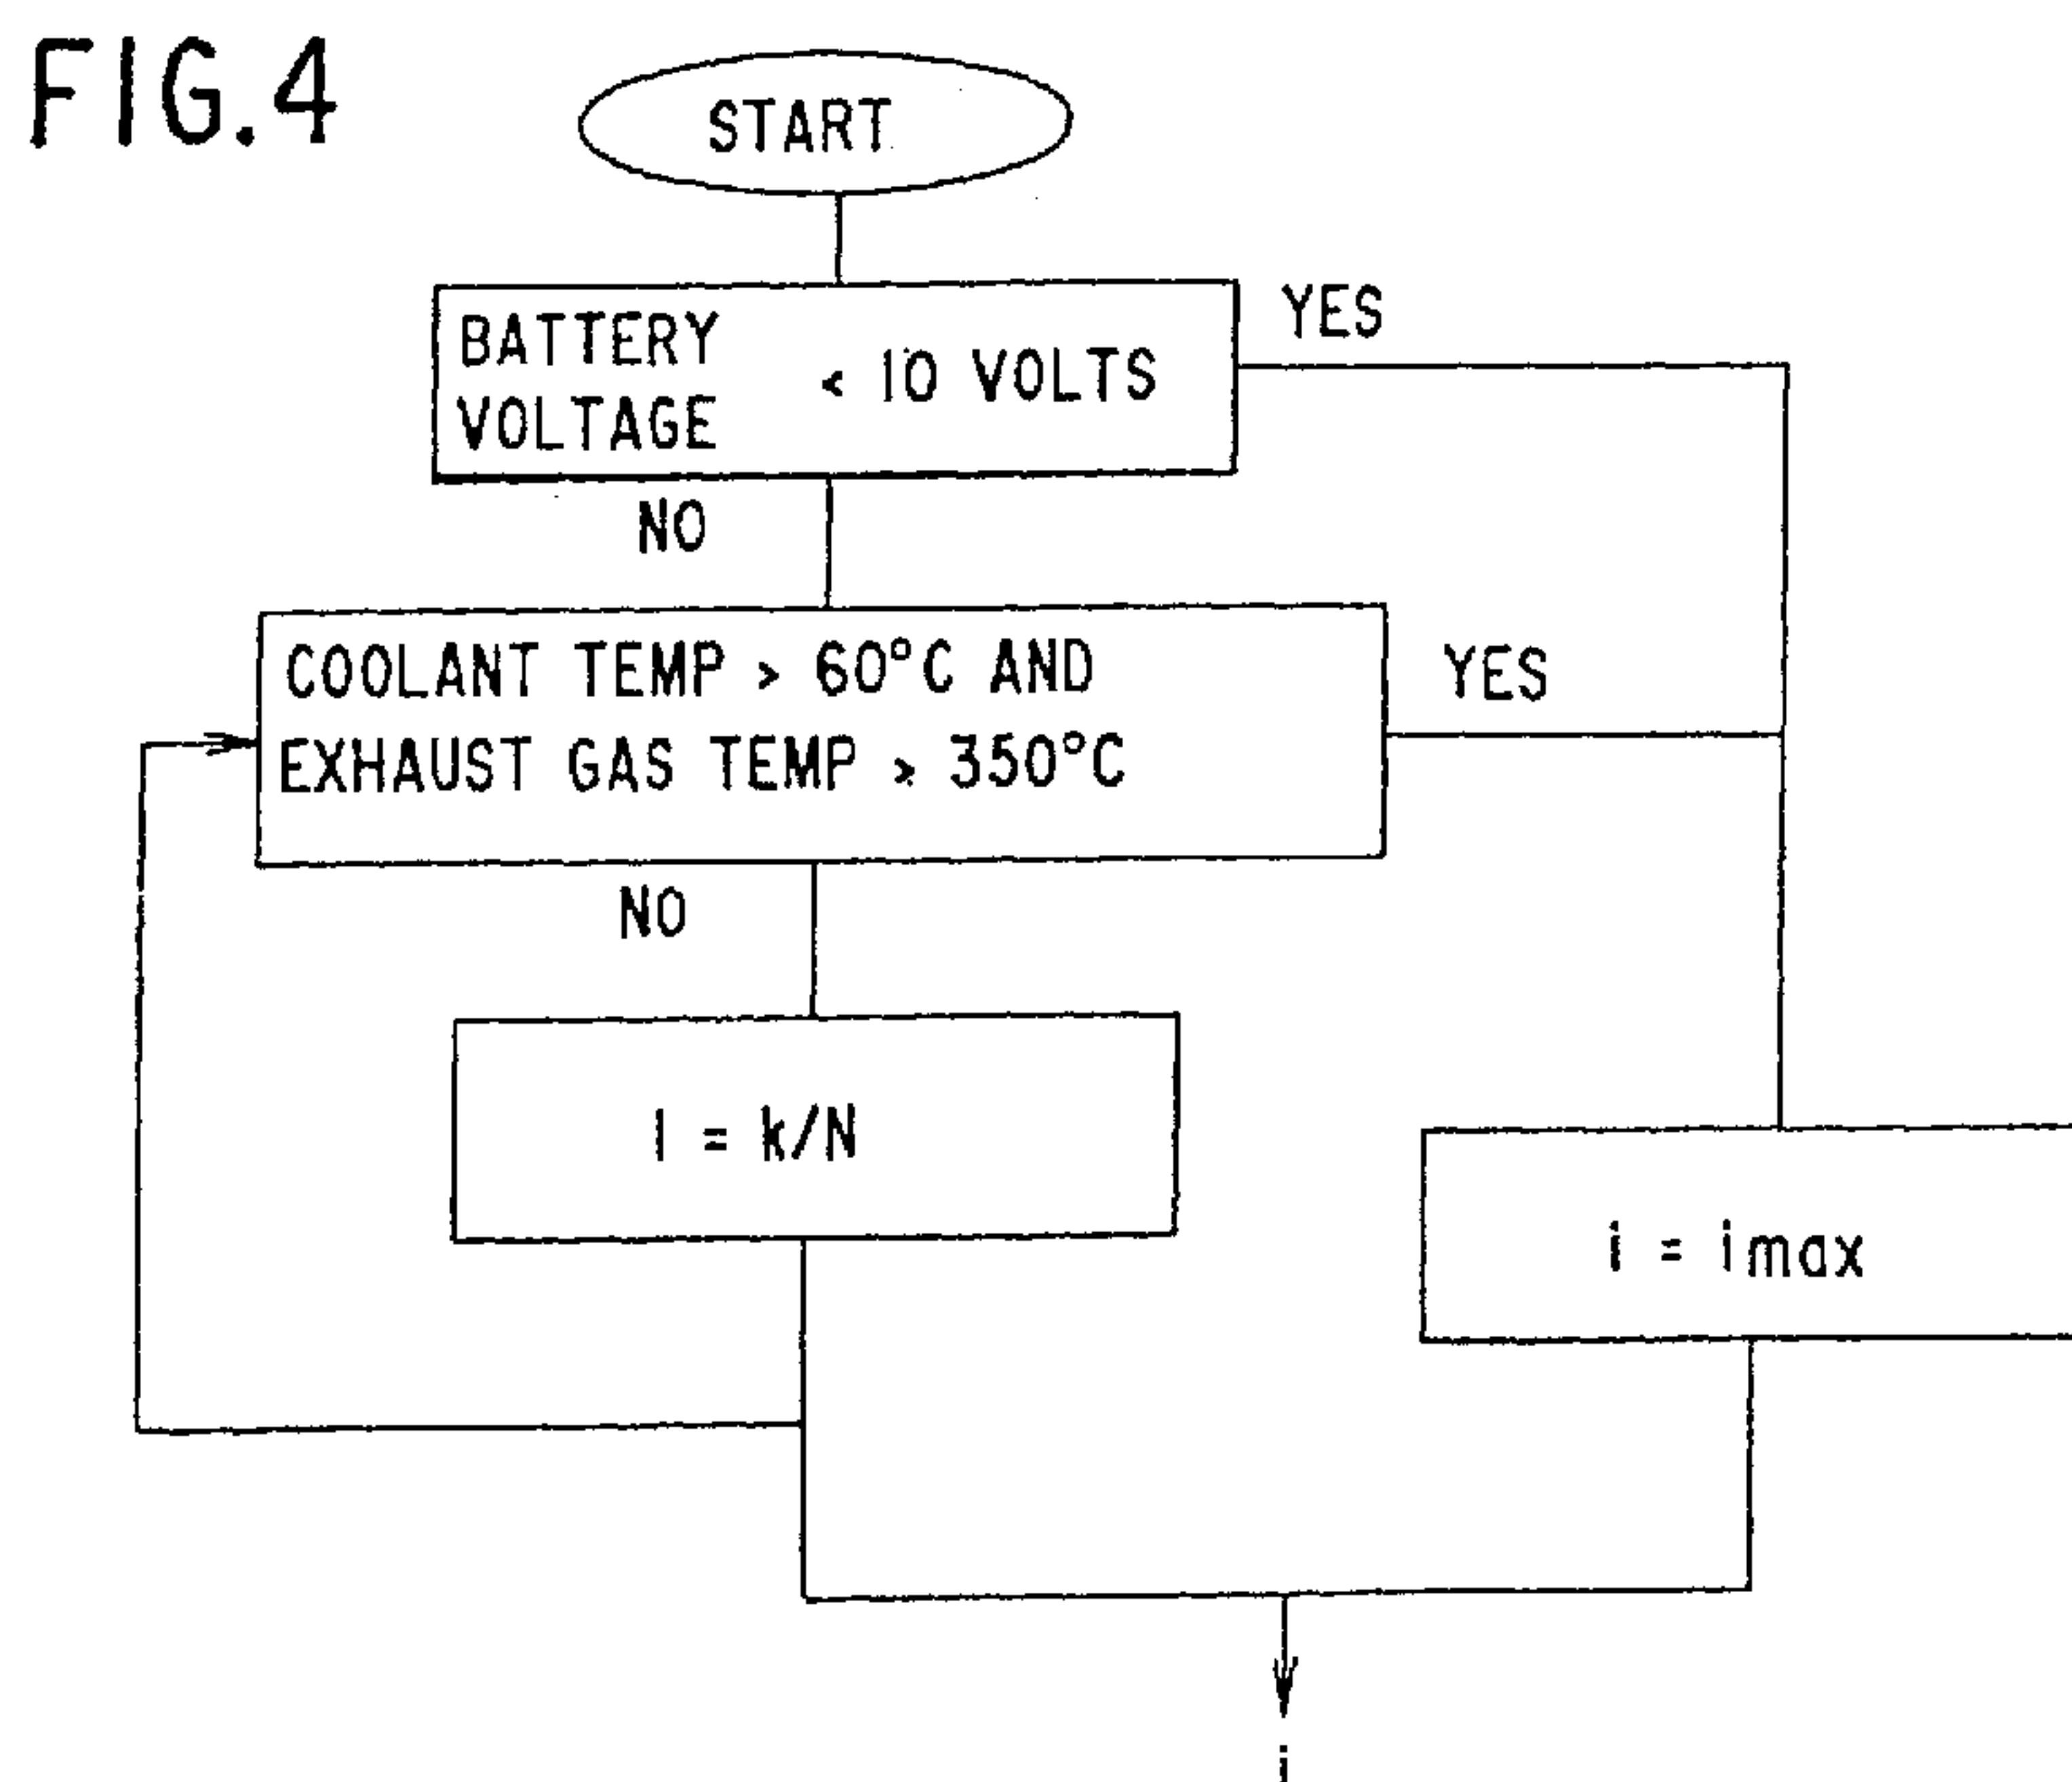 FIG.4
START
BATTERY
VOLTAGE
< 10 VOLTS
YES
NO
COOLANT TEMP > 60°C AND
EXHAUST GAS TEMP > 350°C
YES
NO
I = k/N
i = imax
i